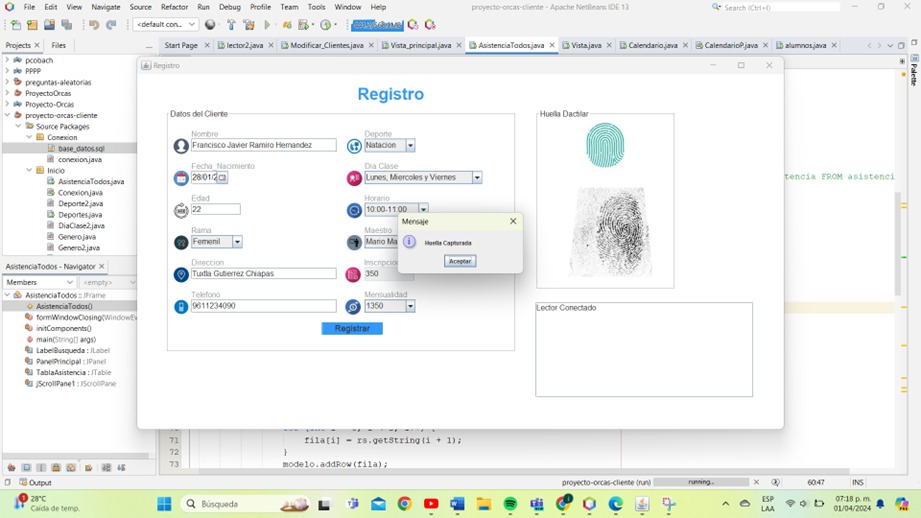 File Edit View Navigate Source Refactor Run Debug Profile Team Tools Window Help
proyecto-orcas-cliente - Apache NetBeans IDE 13
Search (Ctrl+I)
<default con...>
Projects Files
Start Page lector2.java Modificar_Clientes.java Vista_principal.java AsistenciaTodos.java Vista.java Calendario.java CalendarioP.java alumnos.java
Palette
pcobach
PPPP
preguntas-aleatorias
ProyectoOrcas
Proyecto-Orcas
proyecto-orcas-cliente
Source Packages
Conexion
base_datos.sql
conexion.java
Inicio
AsistenciaTodos.java
Conexion.java
Deporte2.java
Deportes.java
DiaClase2.java
Genero.java
Genero2.java
AsistenciaTodos - Navigator
Members <empty>
AsistenciaTodos :: JFrame
AsistenciaTodos()
formWindowClosing(WindowEv
initComponents()
main(String[] args)
LabelBusqueda : JLabel
PanelPrincipal : JPanel
TablaAsistencia : JTable
jScrollPane1 : JScrollPane
Registro
Registro
Datos del Cliente
Nombre
Francisco Javier Ramiro Hernandez
Deporte
Natacion
Fecha_Nacimiento
28/01/2
Dia Clase
Lunes, Miercoles y Viernes
Edad
22
Horario
10:00-11:00
Rama
Femenil
Maestro
Mario Ma
Direccion
Tuxtla Gutierrez Chiapas
Inscripcio
350
Telefono
9611234090
Mensualidad
1350
Registrar
Huella Dactilar
Lector Conectado
Mensaje
Huella Capturada
Aceptar
tencia FROM asistenci
71 fila[i] = rs.getString(i + 1);
72 }
73 modelo.addRow(fila);
Output
proyecto-orcas-cliente (run) running... 60:47 INS
28°C
Caída de temp.
Búsqueda
ESP
LAA
07:18 p. m.
01/04/2024